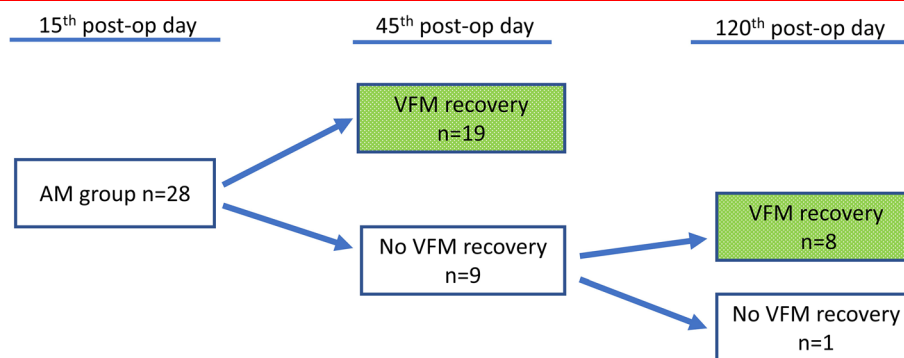 15th post-op day
45th post-op day
120th post-op day
VFM recovery
n=19
AM group n=28
VFM recovery
n=8
No VFM recovery
n=9
No VFM recovery
n=1